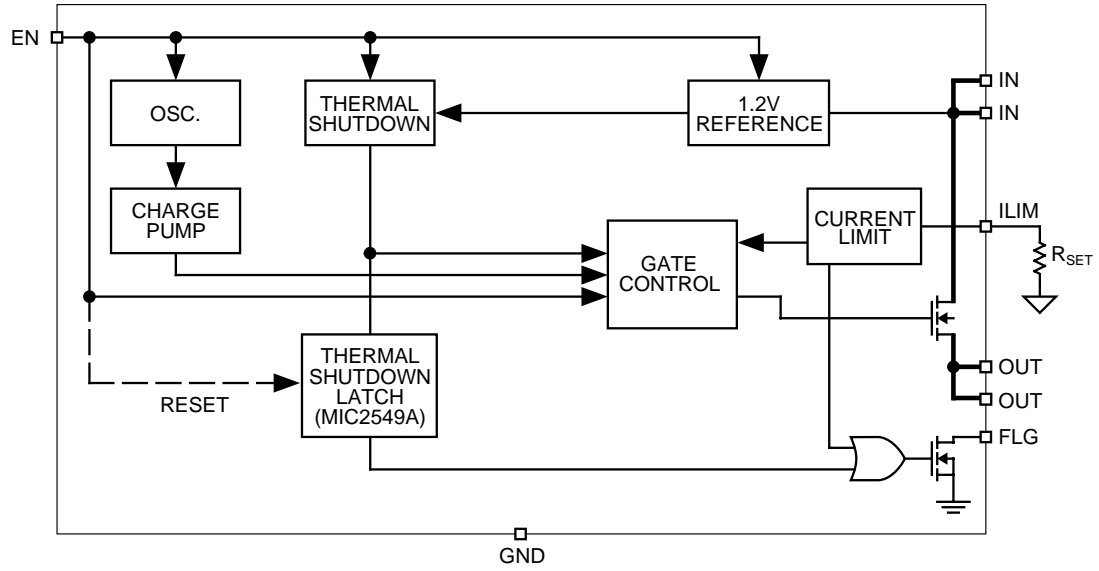 EN
OSC.
THERMAL
SHUTDOWN
1.2V
REFERENCE
IN
IN
CHARGE
PUMP
GATE
CONTROL
CURRENT
LIMIT
ILIM
RSET
THERMAL
SHUTDOWN
LATCH
(MIC2549A)
RESET
OUT
OUT
FLG
GND